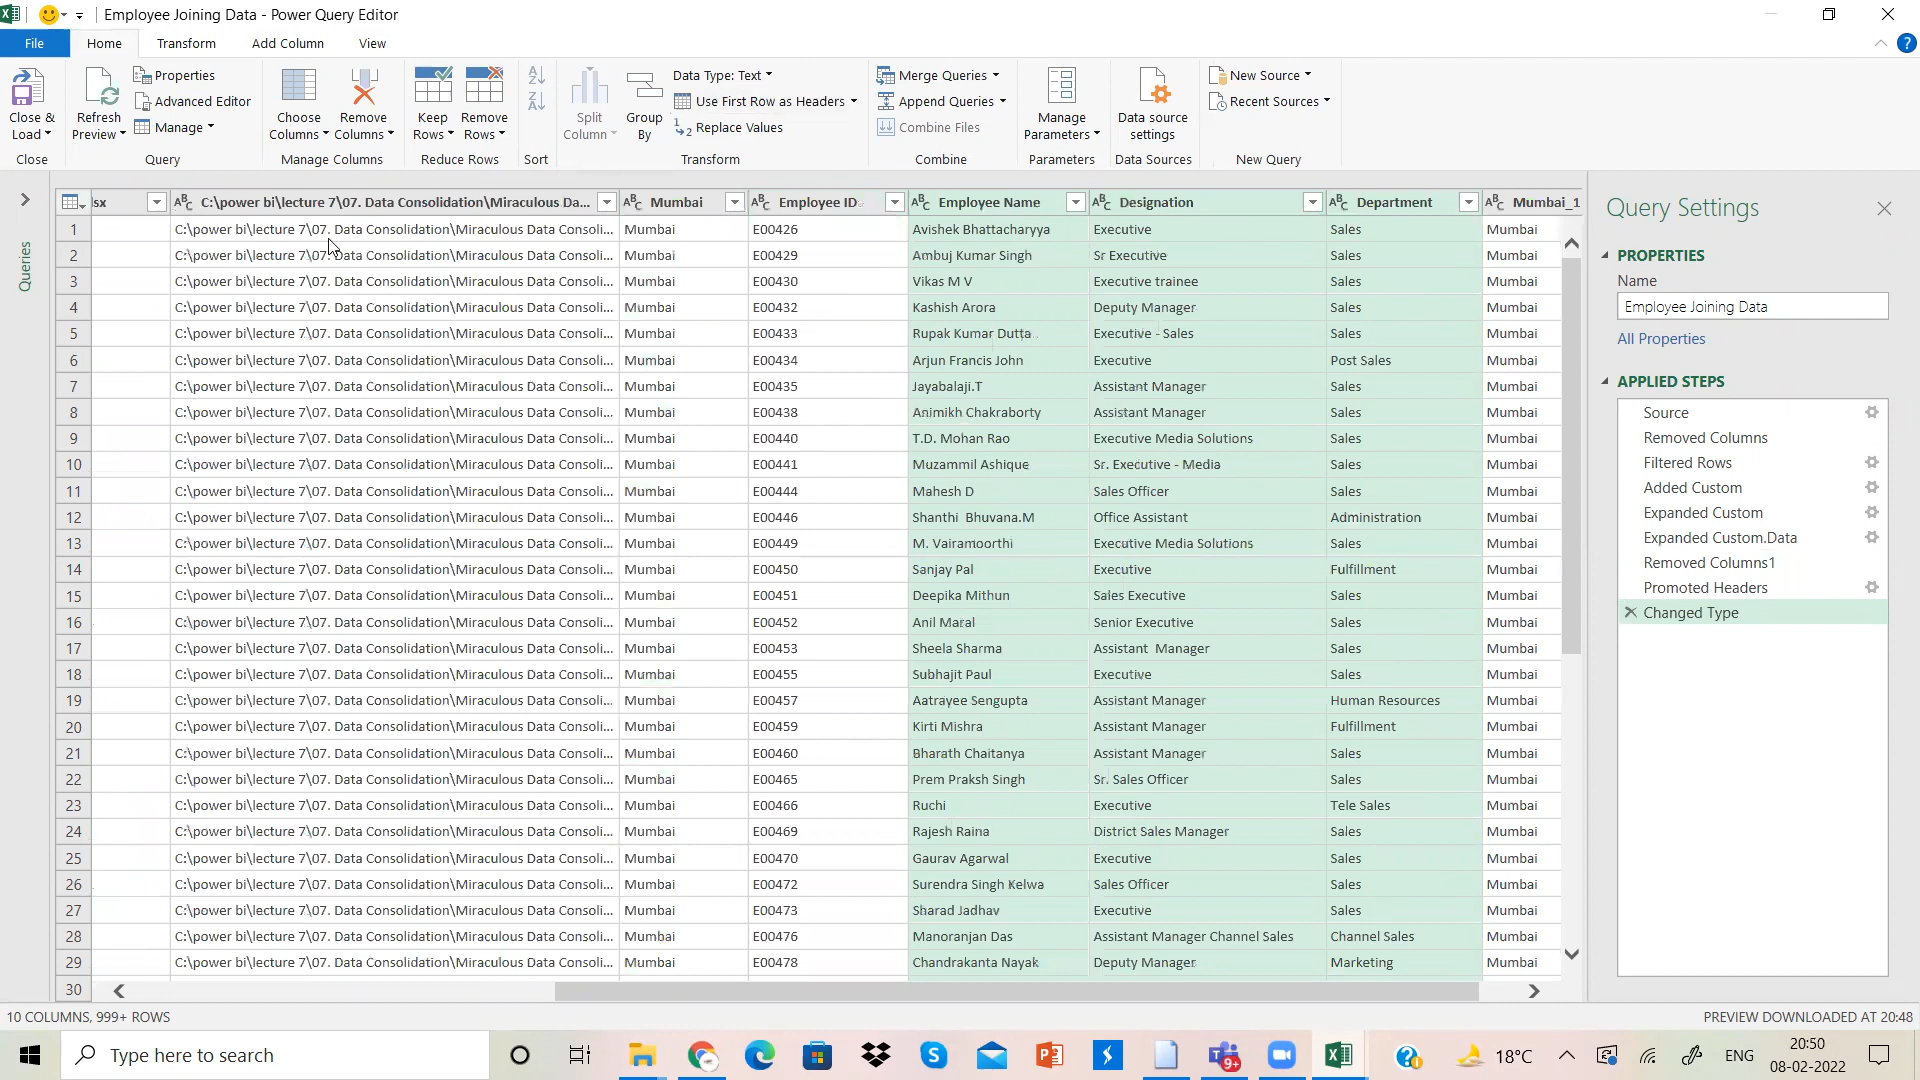 Employee Joining Data - Power Query Editor
File Home Transform Add Column View
Close & Load
Refresh Preview
Properties
Advanced Editor
Manage
Choose Columns
Remove Columns
Keep Rows
Remove Rows
Split Column
Group By
Data Type: Text
Use First Row as Headers
Replace Values
Merge Queries
Append Queries
Combine Files
Manage Parameters
Data source settings
New Source
Recent Sources
Close Query Manage Columns Reduce Rows Sort Transform Combine Parameters Data Sources New Query
Queries
lsx C:\power bi\lecture 7\07. Data Consolidation\Miraculous Da... Mumbai Employee ID Employee Name Designation Department Mumbai_1
1 C:\power bi\lecture 7\07. Data Consolidation\Miraculous Data Consoli... Mumbai E00426 Avishek Bhattacharyya Executive Sales Mumbai
2 C:\power bi\lecture 7\07. Data Consolidation\Miraculous Data Consoli... Mumbai E00429 Ambuj Kumar Singh Sr Executive Sales Mumbai
3 C:\power bi\lecture 7\07. Data Consolidation\Miraculous Data Consoli... Mumbai E00430 Vikas M V Executive trainee Sales Mumbai
4 C:\power bi\lecture 7\07. Data Consolidation\Miraculous Data Consoli... Mumbai E00432 Kashish Arora Deputy Manager Sales Mumbai
5 C:\power bi\lecture 7\07. Data Consolidation\Miraculous Data Consoli... Mumbai E00433 Rupak Kumar Dutta Executive - Sales Sales Mumbai
6 C:\power bi\lecture 7\07. Data Consolidation\Miraculous Data Consoli... Mumbai E00434 Arjun Francis John Executive Post Sales Mumbai
7 C:\power bi\lecture 7\07. Data Consolidation\Miraculous Data Consoli... Mumbai E00435 Jayabalaji.T Assistant Manager Sales Mumbai
8 C:\power bi\lecture 7\07. Data Consolidation\Miraculous Data Consoli... Mumbai E00438 Animikh Chakraborty Assistant Manager Sales Mumbai
9 C:\power bi\lecture 7\07. Data Consolidation\Miraculous Data Consoli... Mumbai E00440 T.D. Mohan Rao Executive Media Solutions Sales Mumbai
10 C:\power bi\lecture 7\07. Data Consolidation\Miraculous Data Consoli... Mumbai E00441 Muzammil Ashique Sr. Executive - Media Sales Mumbai
11 C:\power bi\lecture 7\07. Data Consolidation\Miraculous Data Consoli... Mumbai E00444 Mahesh D Sales Officer Sales Mumbai
12 C:\power bi\lecture 7\07. Data Consolidation\Miraculous Data Consoli... Mumbai E00446 Shanthi Bhuvana.M Office Assistant Administration Mumbai
13 C:\power bi\lecture 7\07. Data Consolidation\Miraculous Data Consoli... Mumbai E00449 M. Vairamoorthi Executive Media Solutions Sales Mumbai
14 C:\power bi\lecture 7\07. Data Consolidation\Miraculous Data Consoli... Mumbai E00450 Sanjay Pal Executive Fulfillment Mumbai
15 C:\power bi\lecture 7\07. Data Consolidation\Miraculous Data Consoli... Mumbai E00451 Deepika Mithun Sales Executive Sales Mumbai
16 C:\power bi\lecture 7\07. Data Consolidation\Miraculous Data Consoli... Mumbai E00452 Anil Maral Senior Executive Sales Mumbai
17 C:\power bi\lecture 7\07. Data Consolidation\Miraculous Data Consoli... Mumbai E00453 Sheela Sharma Assistant Manager Sales Mumbai
18 C:\power bi\lecture 7\07. Data Consolidation\Miraculous Data Consoli... Mumbai E00455 Subhajit Paul Executive Sales Mumbai
19 C:\power bi\lecture 7\07. Data Consolidation\Miraculous Data Consoli... Mumbai E00457 Aatrayee Sengupta Assistant Manager Human Resources Mumbai
20 C:\power bi\lecture 7\07. Data Consolidation\Miraculous Data Consoli... Mumbai E00459 Kirti Mishra Assistant Manager Fulfillment Mumbai
21 C:\power bi\lecture 7\07. Data Consolidation\Miraculous Data Consoli... Mumbai E00460 Bharath Chaitanya Assistant Manager Sales Mumbai
22 C:\power bi\lecture 7\07. Data Consolidation\Miraculous Data Consoli... Mumbai E00465 Prem Praksh Singh Sr. Sales Officer Sales Mumbai
23 C:\power bi\lecture 7\07. Data Consolidation\Miraculous Data Consoli... Mumbai E00466 Ruchi Executive Tele Sales Mumbai
24 C:\power bi\lecture 7\07. Data Consolidation\Miraculous Data Consoli... Mumbai E00469 Rajesh Raina District Sales Manager Sales Mumbai
25 C:\power bi\lecture 7\07. Data Consolidation\Miraculous Data Consoli... Mumbai E00470 Gaurav Agarwal Executive Sales Mumbai
26 C:\power bi\lecture 7\07. Data Consolidation\Miraculous Data Consoli... Mumbai E00472 Surendra Singh Kelwa Sales Officer Sales Mumbai
27 C:\power bi\lecture 7\07. Data Consolidation\Miraculous Data Consoli... Mumbai E00473 Sharad Jadhav Executive Sales Mumbai
28 C:\power bi\lecture 7\07. Data Consolidation\Miraculous Data Consoli... Mumbai E00476 Manoranjan Das Assistant Manager Channel Sales Channel Sales Mumbai
29 C:\power bi\lecture 7\07. Data Consolidation\Miraculous Data Consoli... Mumbai E00478 Chandrakanta Nayak Deputy Manager Marketing Mumbai
30
Query Settings
PROPERTIES
Name
Employee Joining Data
All Properties
APPLIED STEPS
Source
Removed Columns
Filtered Rows
Added Custom
Expanded Custom
Expanded Custom.Data
Removed Columns1
Promoted Headers
Changed Type
10 COLUMNS, 999+ ROWS PREVIEW DOWNLOADED AT 20:48
Type here to search
9+
18°C
ENG
20:50
08-02-2022